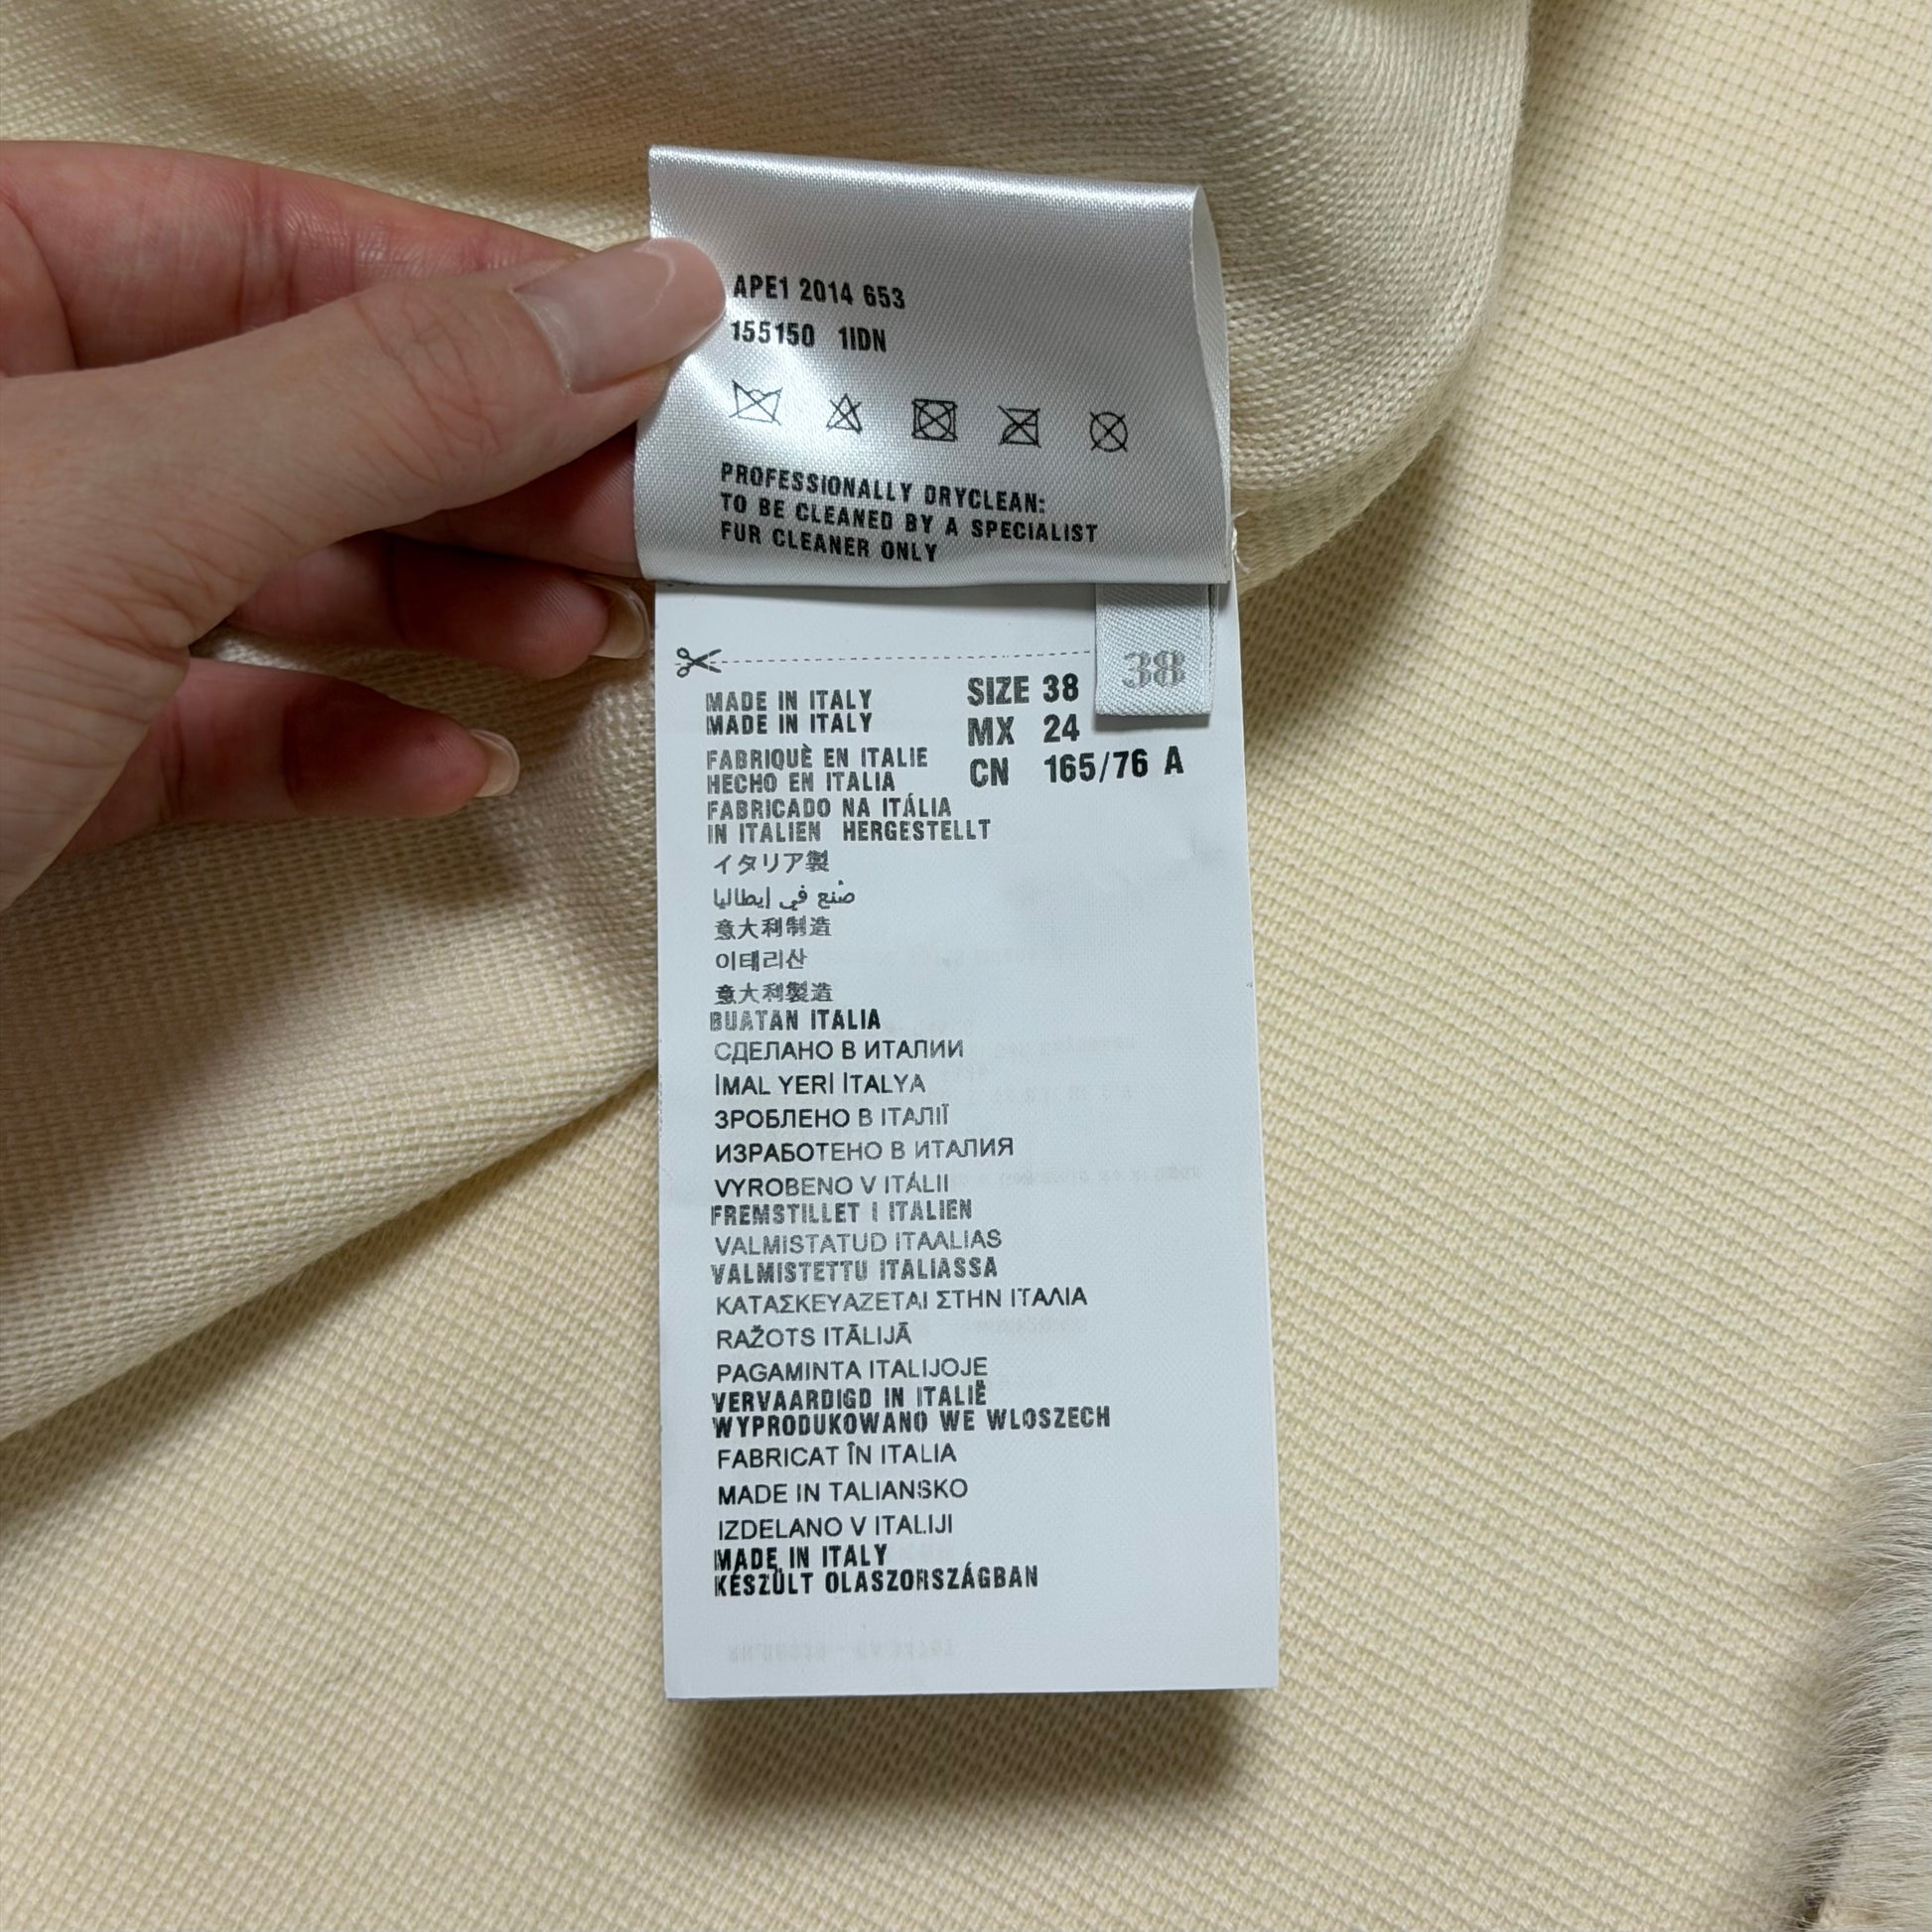 APE1 2014 653
155150 1IDN
PROFESSIONALLY DRYCLEAN:
TO BE CLEANED BY A SPECIALIST
FUR CLEANER ONLY
38
SIZE 38
MX 24
CN 165/76 A
MADE IN ITALY
MADE IN ITALY
FABRIQUÈ EN ITALIE
HECHO EN ITALIA
FABRICADO NA ITÁLIA
IN ITALIEN HERGESTELLT
イタリア製
صُنع في إيطاليا
意大利制造
이태리산
意大利製造
BUATAN ITALIA
СДЕЛАНО В ИТАЛИИ
İMAL YERİ İTALYA
ЗРОБЛЕНО В ІТАЛІЇ
ИЗРАБОТЕНО В ИТАЛИЯ
VYROBENO V ITÁLII
FREMSTILLET I ITALIEN
VALMISTATUD ITAALIAS
VALMISTETTU ITALIASSA
ΚΑΤΑΣΚΕΥΑΖΕΤΑΙ ΣΤΗΝ ΙΤΑΛΙΑ
RAŽOTS ITĀLIJĀ
PAGAMINTA ITALIJOJE
VERVAARDIGD IN ITALIË
WYPRODUKOWANO WE WLOSZECH
FABRICAT ÎN ITALIA
MADE IN TALIANSKO
IZDELANO V ITALIJI
MADE IN ITALY
KÉSZÜLT OLASZORSZÁGBAN